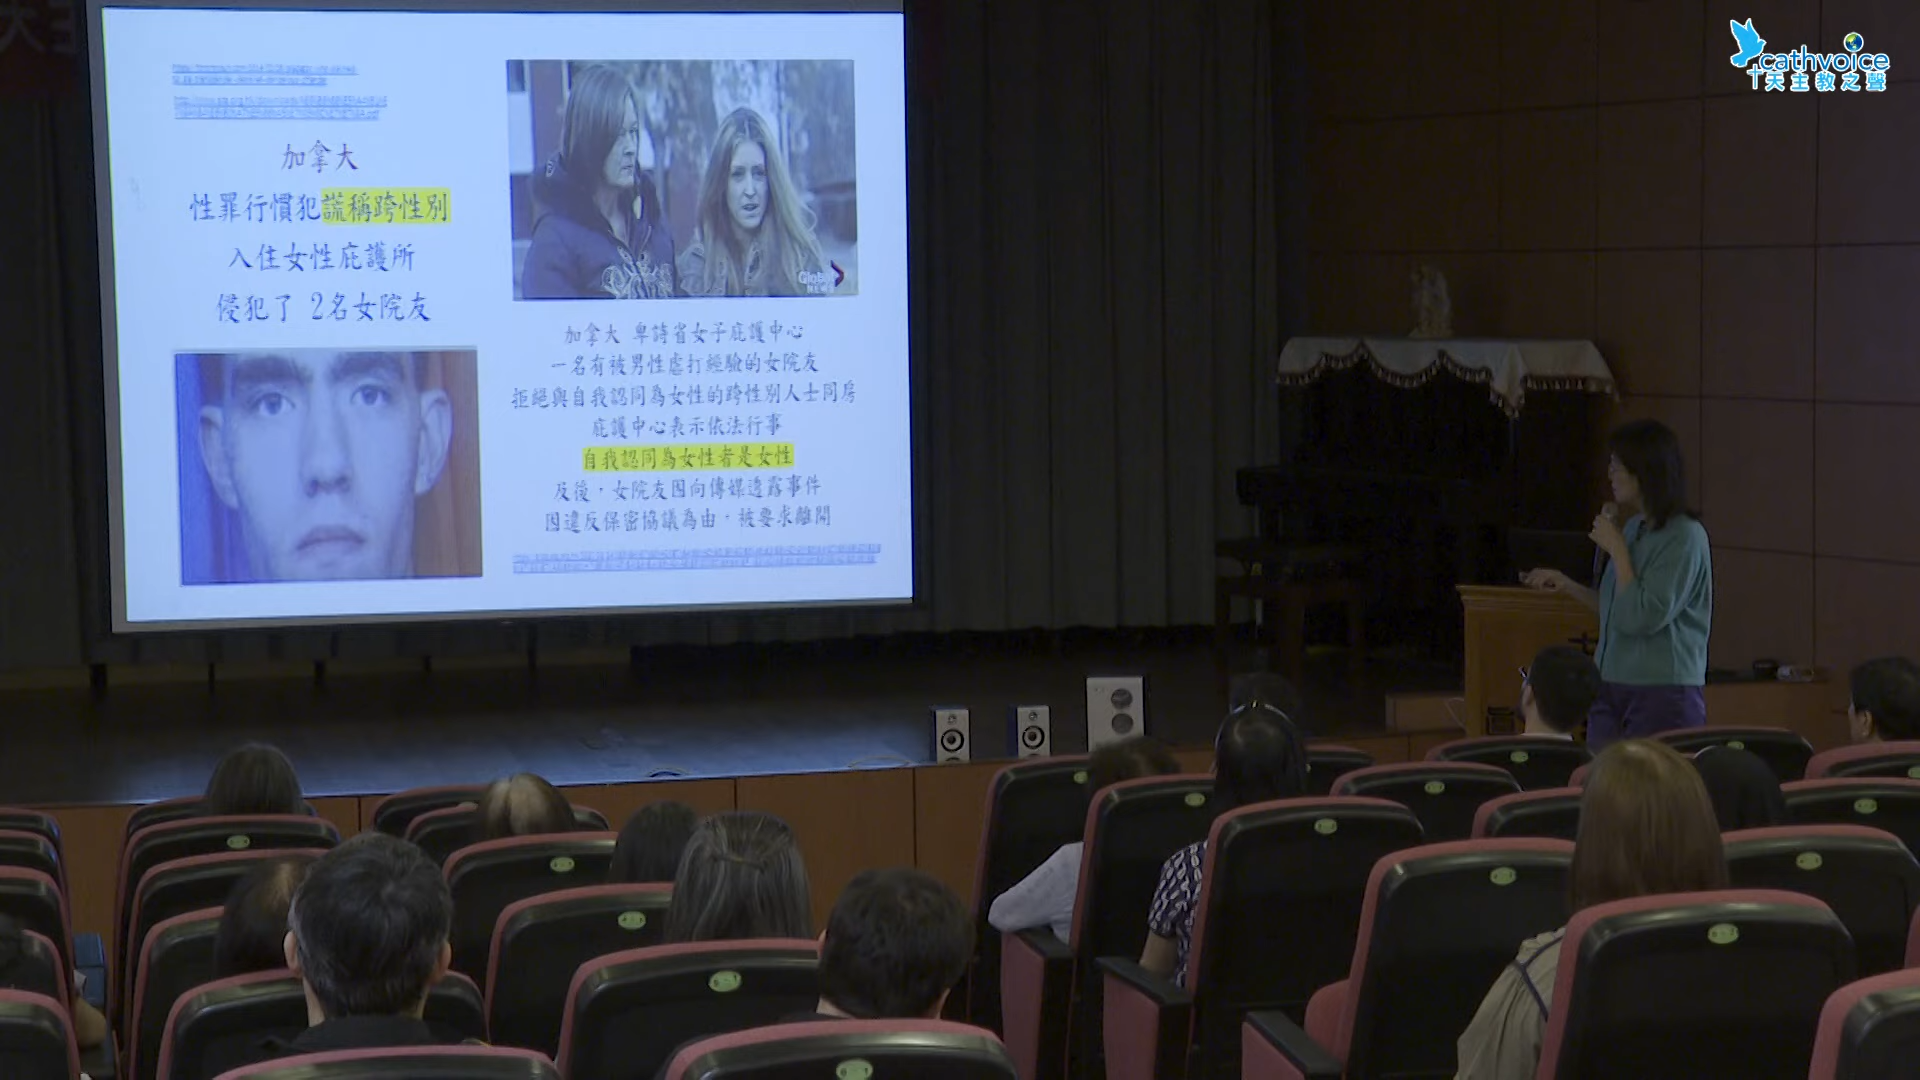 加拿大
性罪行慣犯謊稱跨性別
入住女性庇護所
侵犯了 2名女院友
Global
NEWS
加拿大 卑詩省女子庇護中心
一名有被男性虐打經驗的女院友
拒絕與自我認同為女性的跨性別人士同房
庇護中心表示依法行事
自我認同為女性者是女性
及後,女院友因向傳媒透露事件
因違反保密協議為由,被要求離開
cathvoice
天主教之聲